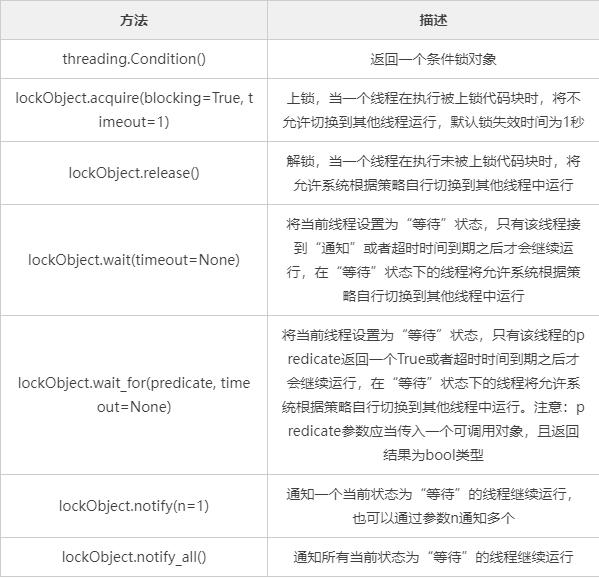 方法
描述
threading.Condition()
返回一个条件锁对象
lockObject.acquire(blocking=True, t
imeout=1)
上锁，当一个线程在执行被上锁代码块时，将不
允许切换到其他线程运行，默认锁失效时间为1秒
lockObject.release()
解锁，当一个线程在执行未被上锁代码块时，将
允许系统根据策略自行切换到其他线程中运行
lockObject.wait(timeout=None)
将当前线程设置为“等待”状态，只有该线程接
到“通知”或者超时时间到期之后才会继续运
行，在“等待”状态下的线程将允许系统根据策
略自行切换到其他线程中运行
lockObject.wait_for(predicate, time
out=None)
将当前线程设置为“等待”状态，只有该线程的p
redicate返回一个True或者超时时间到期之后才
会继续运行，在“等待”状态下的线程将允许系
统根据策略自行切换到其他线程中运行。注意：p
redicate参数应当传入一个可调用对象，且返回
结果为bool类型
lockObject.notify(n=1)
通知一个当前状态为“等待”的线程继续运行，
也可以通过参数n通知多个
lockObject.notify_all()
通知所有当前状态为“等待”的线程继续运行